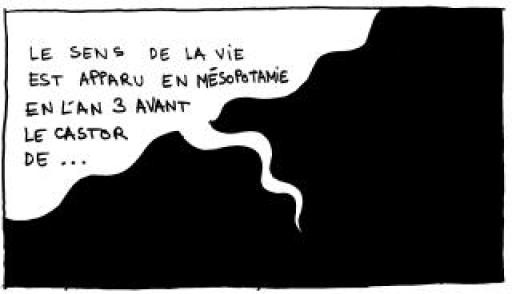 LE SENS DE LA VIE
EST APPARU EN MÉSOPOTAMIE
EN L'AN 3 AVANT
LE CASTOR
DE ...